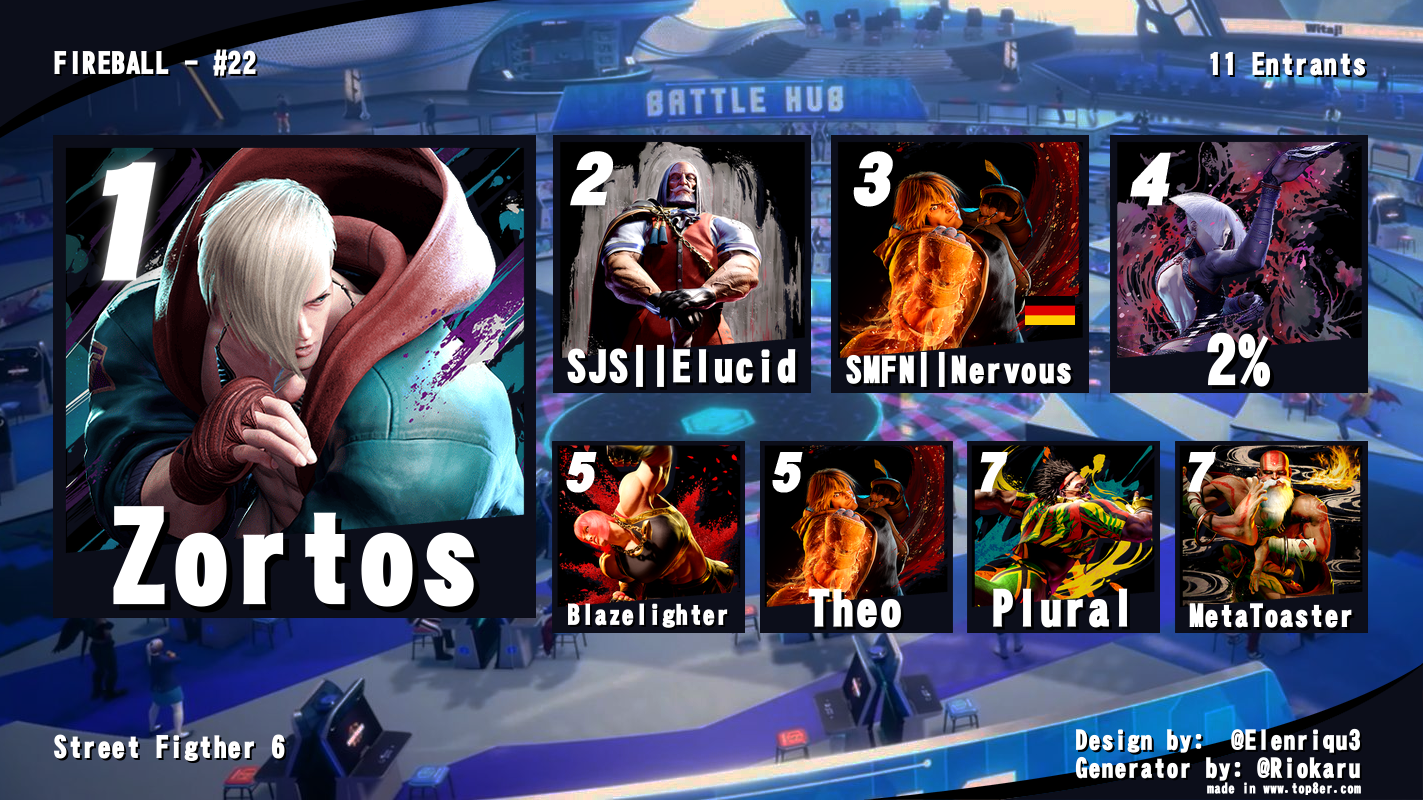 FIREBALL - #22
11 Entrants
Witaj!
BATTLE HUB
1
Zortos
2
SJS||Elucid
3
SMFN||Nervous
4
2%
5
Blazelighter
5
Theo
7
Plural
7
MetaToaster
Street Figther 6
Design by: @Elenriqu3
Generator by: @Riokaru
made in www.top8er.com